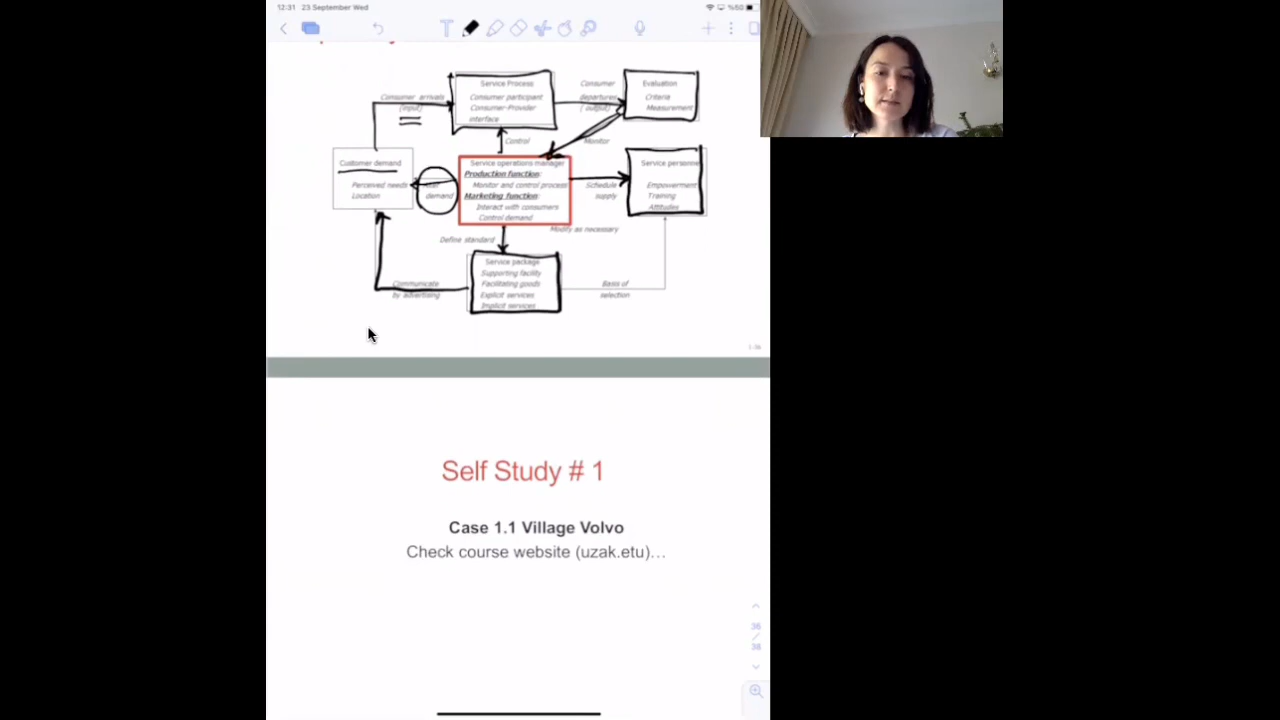 12:31 23 September Wed
%50
Service Process
Consumer participant
Consumer-Provider
interface
Consumer arrivals
(input)
Consumer
departures
( output)
Evaluation
Criteria
Measurement
Control
Monitor
Customer demand
Perceived needs
Location
demand
Service operations manager
Production function:
Monitor and control process
Marketing function:
Interact with consumers
Control demand
Schedule
supply
Service personnel
Empowerment
Training
Attitudes
Modify as necessary
Define standard
Service package
Supporting facility
Facilitating goods
Explicit services
Implicit services
Communicate
by advertising
Basis of
selection
Self Study # 1
Case 1.1 Village Volvo
Check course website (uzak.etu)...
36
/
38